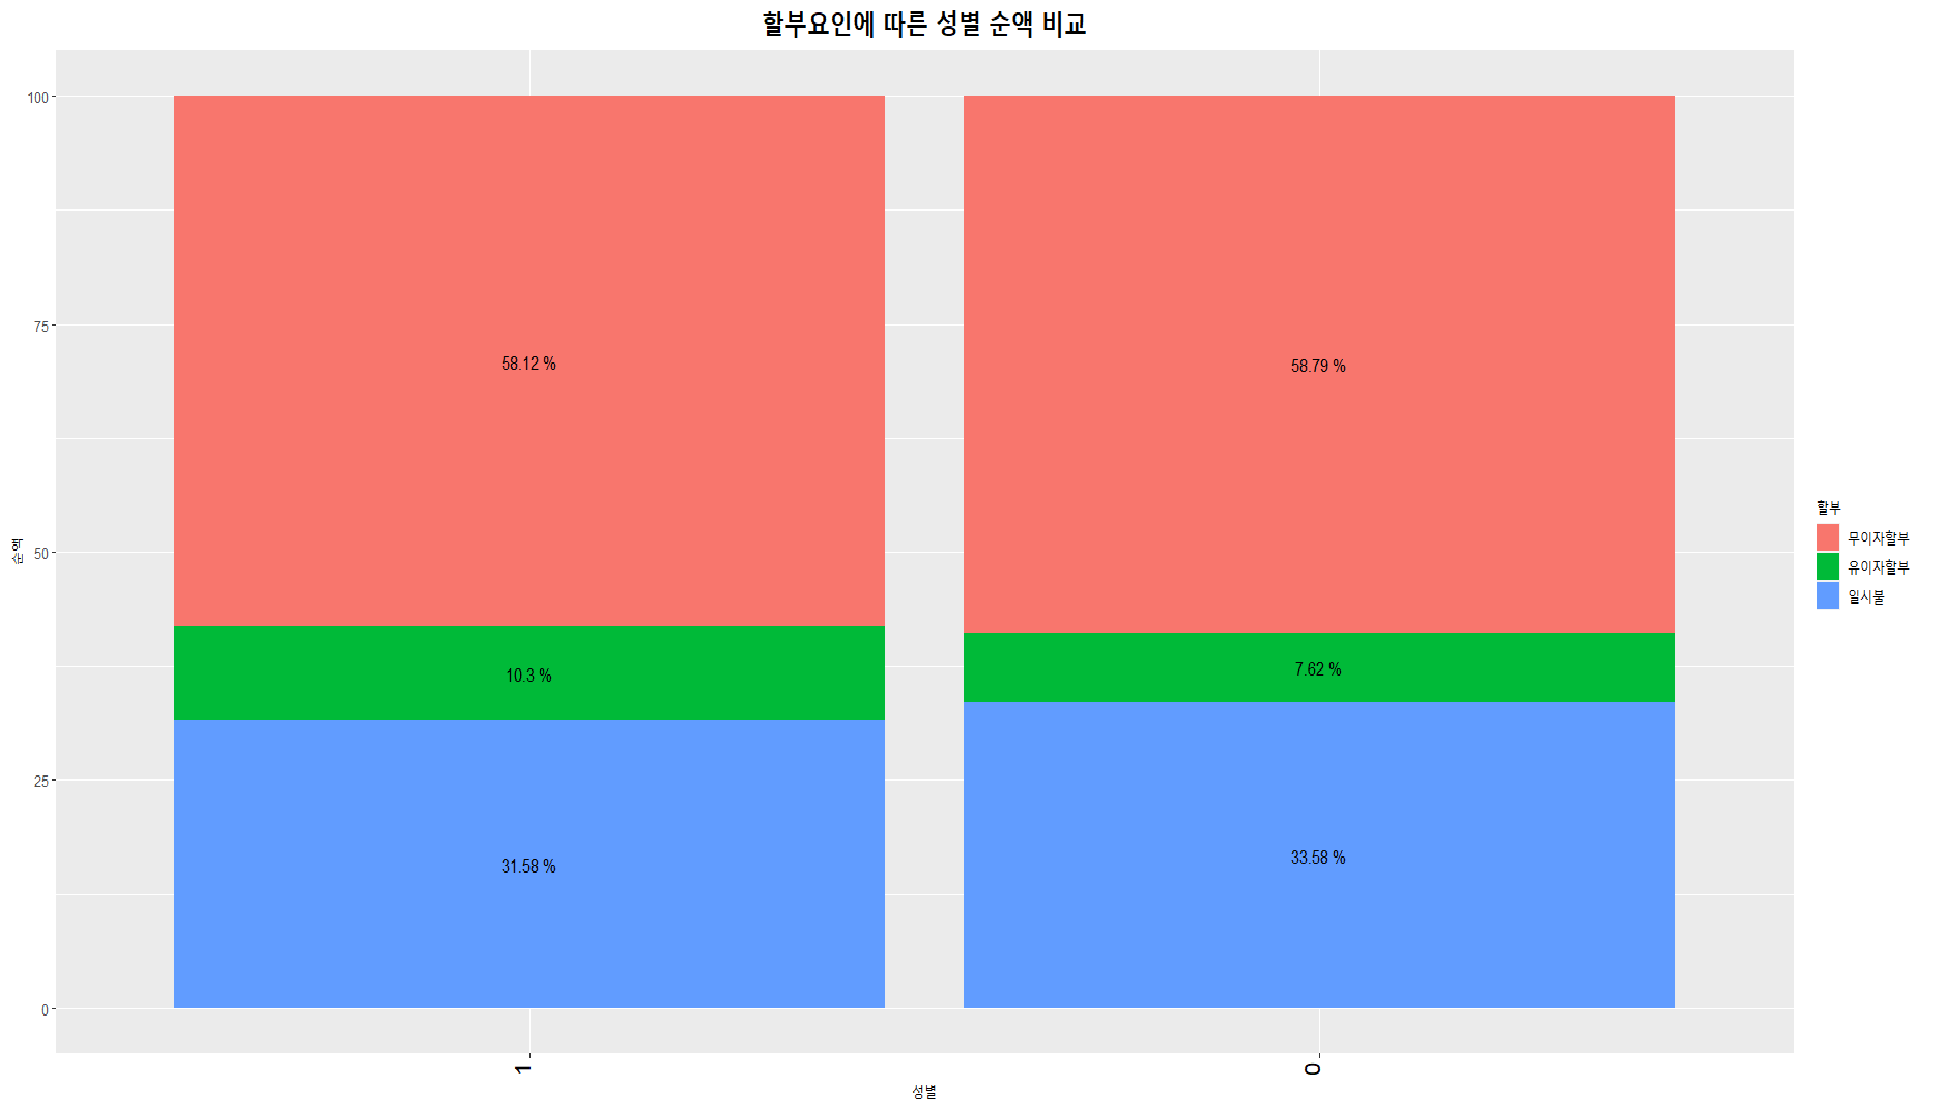 할부요인에 따른 성별 순액 비교
100
75
50
25
0
순액
58.12 %
10.3 %
31.58 %
58.79 %
7.62 %
33.58 %
1
0
성별
할부
무이자할부
유이자할부
일시불